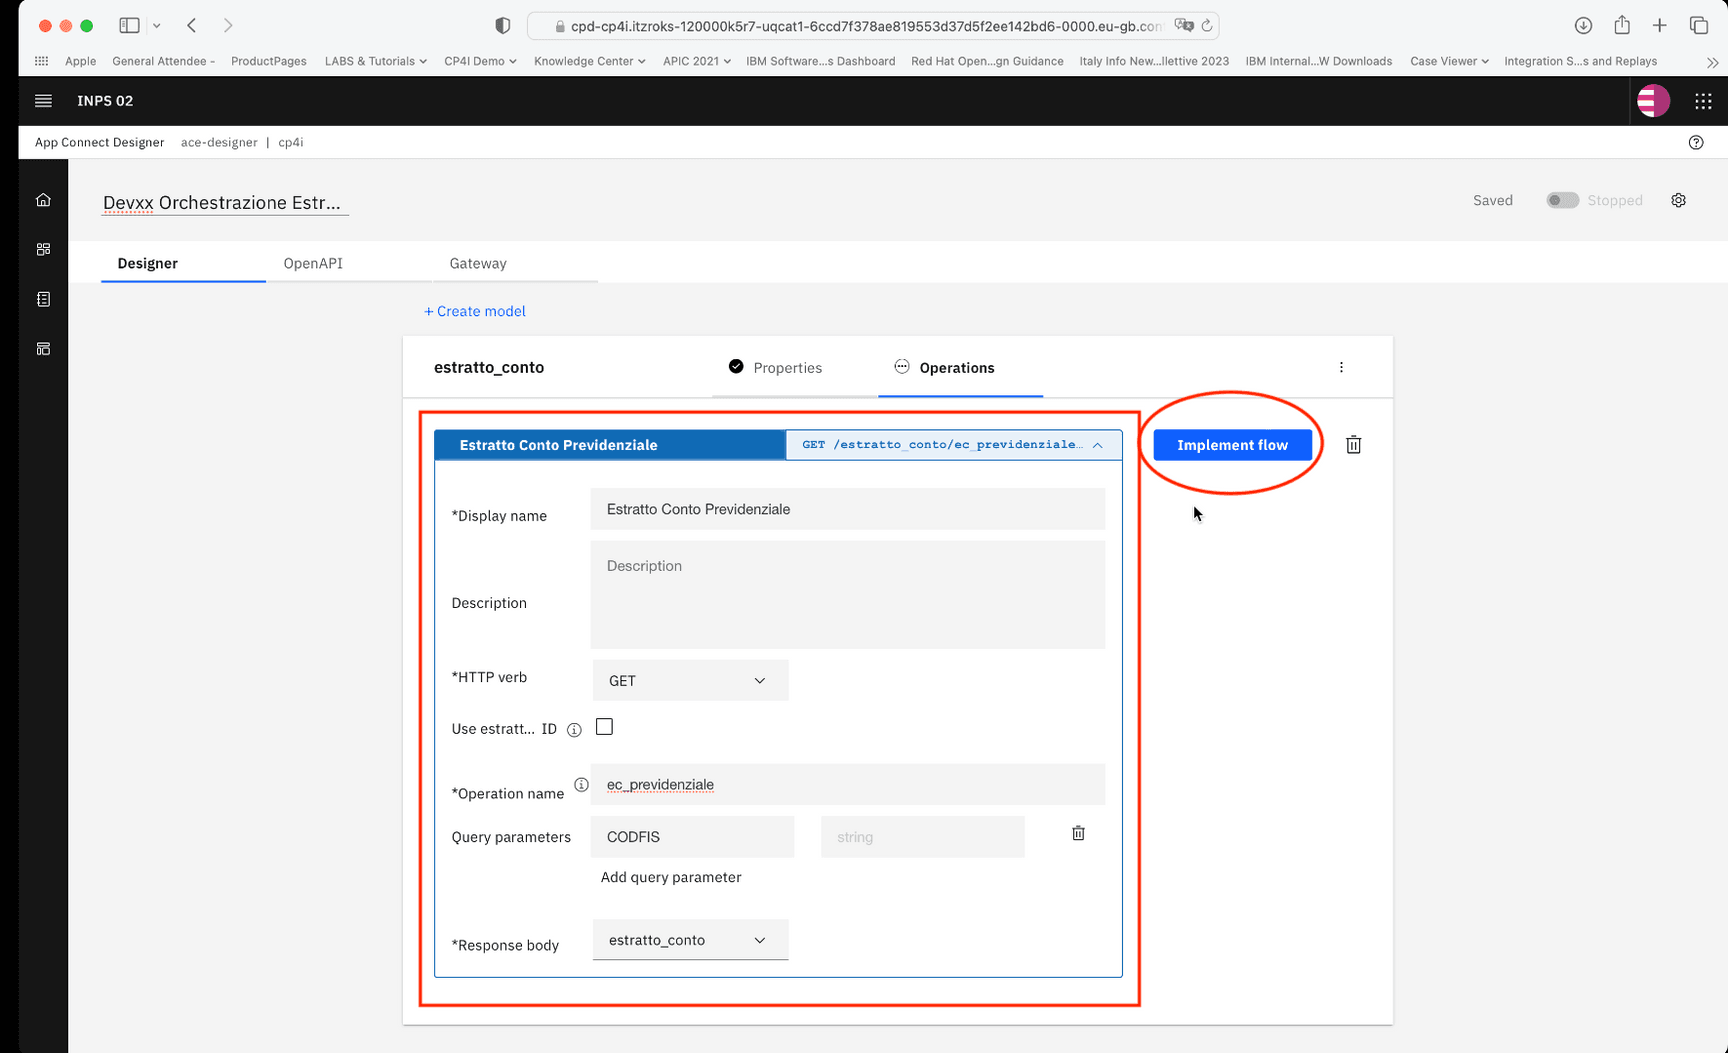 cpd-cp4i.itzroks-120000k5r7-uqcat1-6ccd7f378ae819553d37d5f2ee142bd6-0000.eu-gb.con
Apple General Attendee - ProductPages LABS & Tutorials CP4I Demo Knowledge Center APIC 2021 IBM Software...s Dashboard Red Hat Open...gn Guidance Italy Info New...llettive 2023 IBM Internal...W Downloads Case Viewer Integration S...s and Replays
INPS 02
App Connect Designer ace-designer | cp4i
Devxx Orchestrazione Estr...
Saved Stopped
Designer OpenAPI Gateway
+ Create model
estratto_conto Properties Operations
Estratto Conto Previdenziale GET /estratto_conto/ec_previdenziale… Implement flow
*Display name Estratto Conto Previdenziale
Description
Description
*HTTP verb GET
Use estratt... ID
*Operation name ec_previdenziale
Query parameters CODFIS string
Add query parameter
*Response body estratto_conto